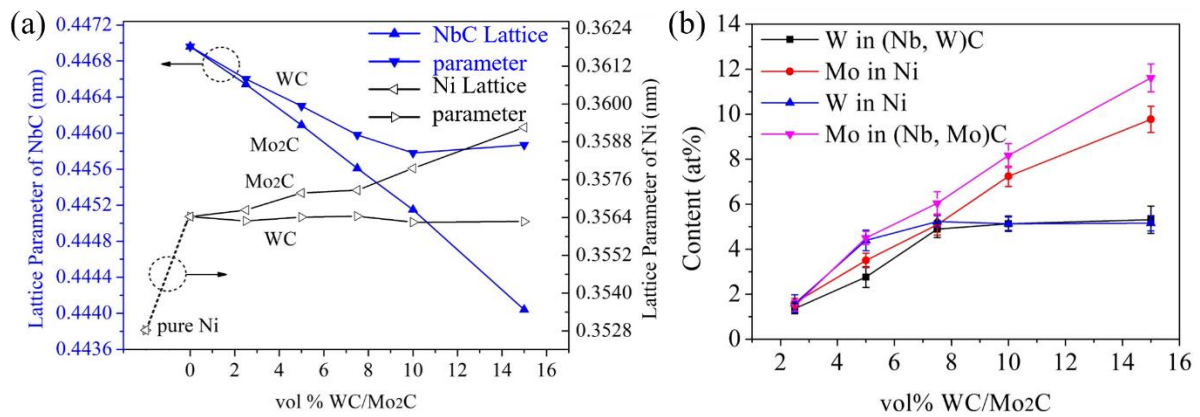 (a)
0.4472
0.4468
0.4464
0.4460
0.4456
0.4452
0.4448
0.4444
0.4440
0.4436
Lattice Parameter of NbC (nm)
NbC Lattice
parameter
Ni Lattice
parameter
WC
Mo2C
Mo2C
WC
pure Ni
0.3624
0.3612
0.3600
0.3588
0.3576
0.3564
0.3552
0.3540
0.3528
Lattice Parameter of Ni (nm)
0 2 4 6 8 10 12 14 16
vol % WC/Mo2C
(b)
14
12
10
8
6
4
2
0
Content (at%)
W in (Nb, W)C
Mo in Ni
W in Ni
Mo in (Nb, Mo)C
2 4 6 8 10 12 14 16
vol% WC/Mo2C